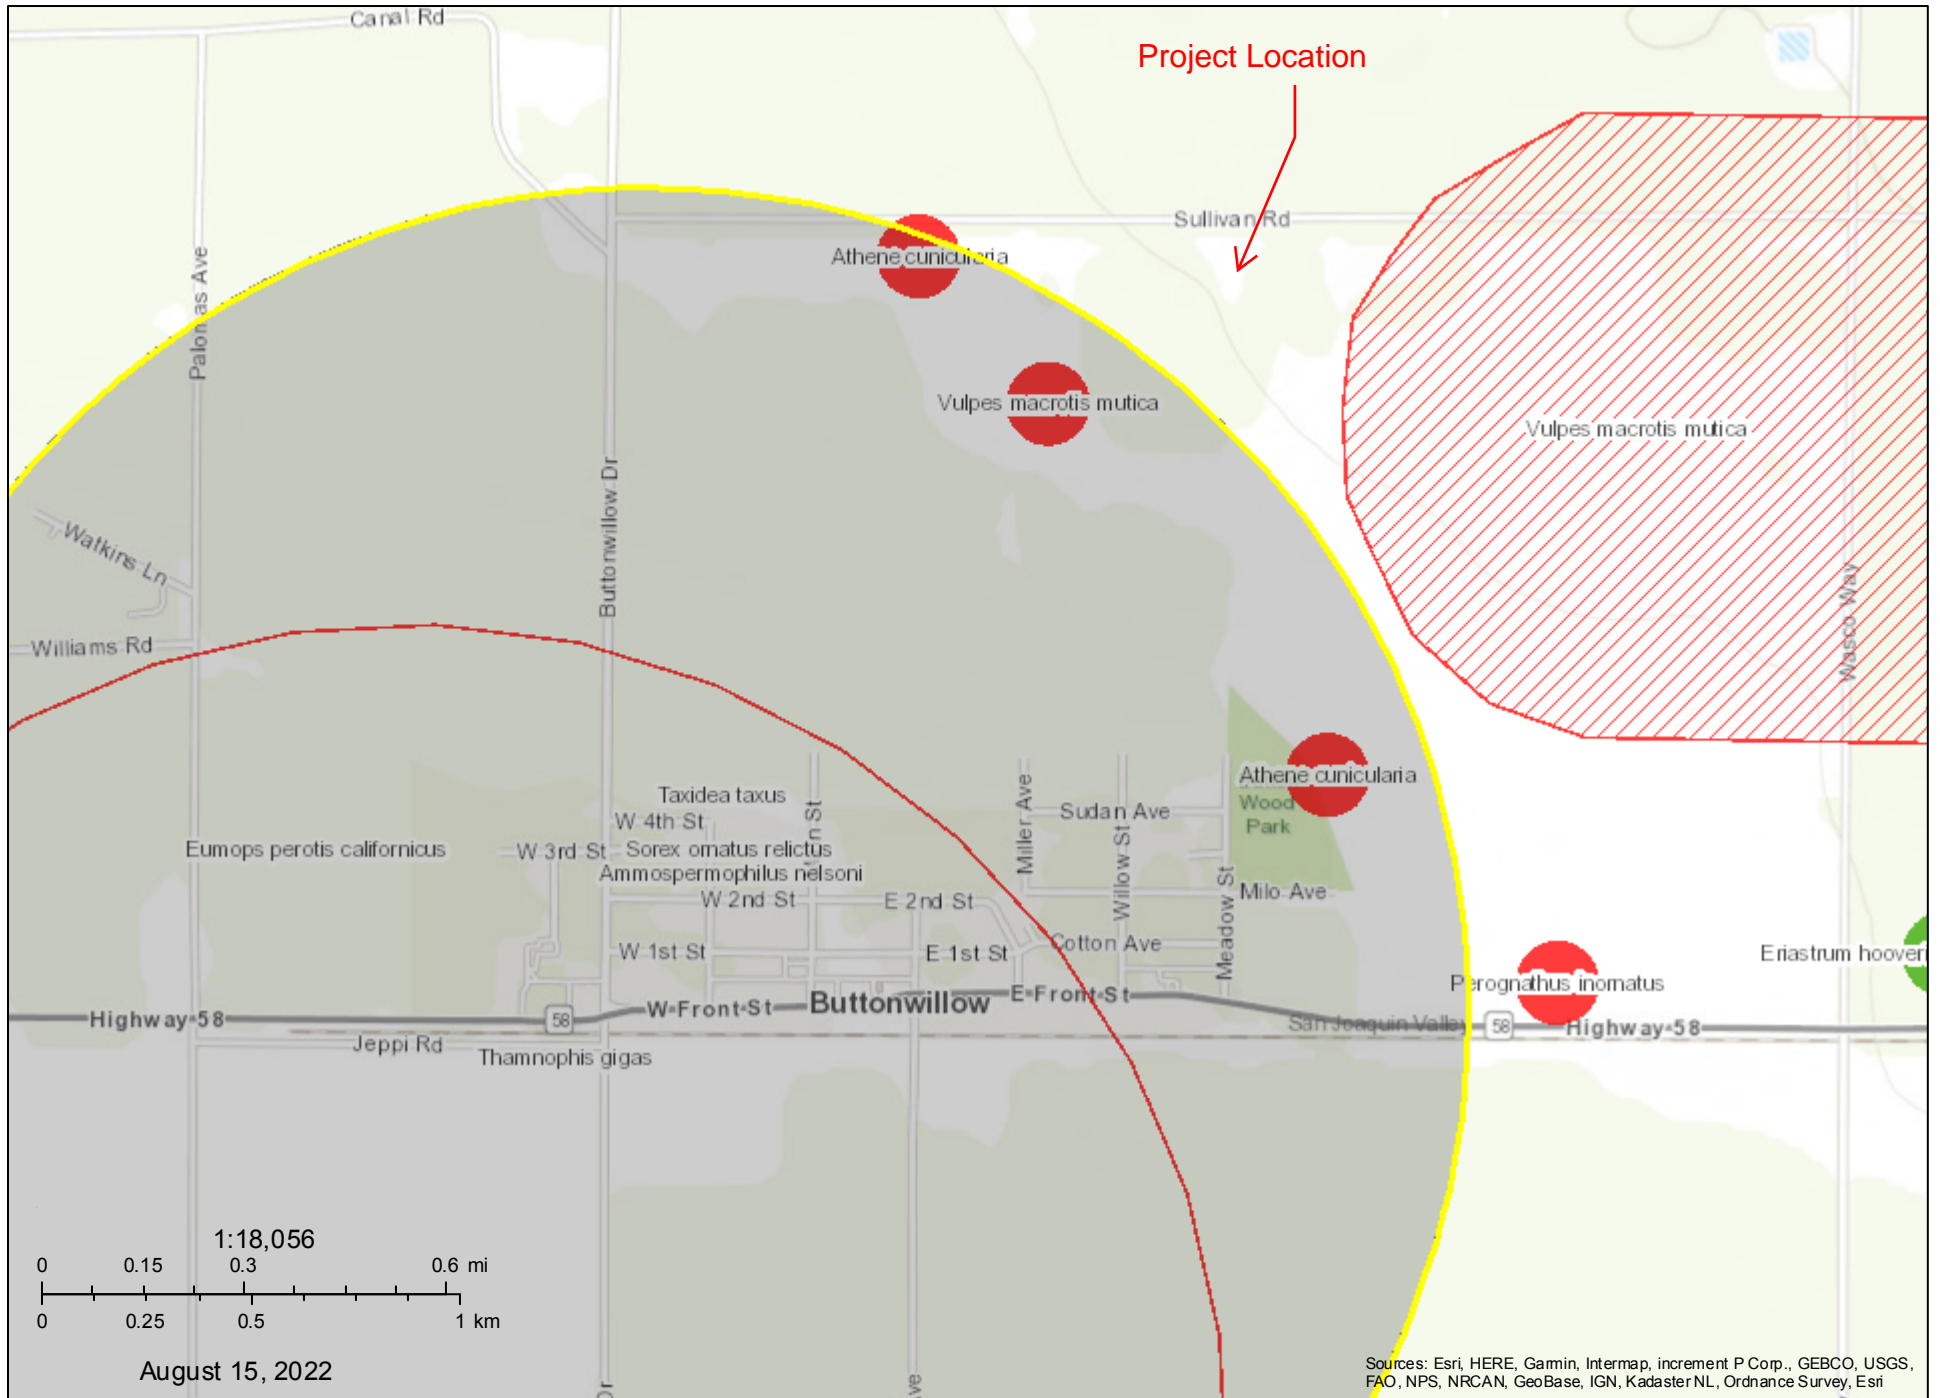 Canal Rd
Project Location
Sullivan Rd
Athene cunicularia
Palomas Ave
Vulpes macrotis mutica
Vulpes macrotis mutica
Buttonwillow Dr
Watkins Ln
Williams Rd
Wasco Way
Athene cunicularia
Wood
Park
Taxidea taxus
W 4th St
Miller Ave
Sudan Ave
Willow St
Eumops perotis californicus
W 3rd St
Sorex ornatus relictus
Ammospermophilus nelsoni
W 2nd St
E 2nd St
Meadow St
Milo Ave
W 1st St
E 1st St
Cotton Ave
Eriastrum hooveri
Perognathus inornatus
Highway 58
58
W Front St
Buttonwillow
E Front St
San Joaquin Valley
58
Highway 58
Jeppi Rd
Thamnophis gigas
1:18,056
0 0.15 0.3 0.6 mi
0 0.25 0.5 1 km
August 15, 2022
Dr
ve
Sources: Esri, HERE, Garmin, Intermap, increment P Corp., GEBCO, USGS,
FAO, NPS, NRCAN, GeoBase, IGN, Kadaster NL, Ordnance Survey, Esri